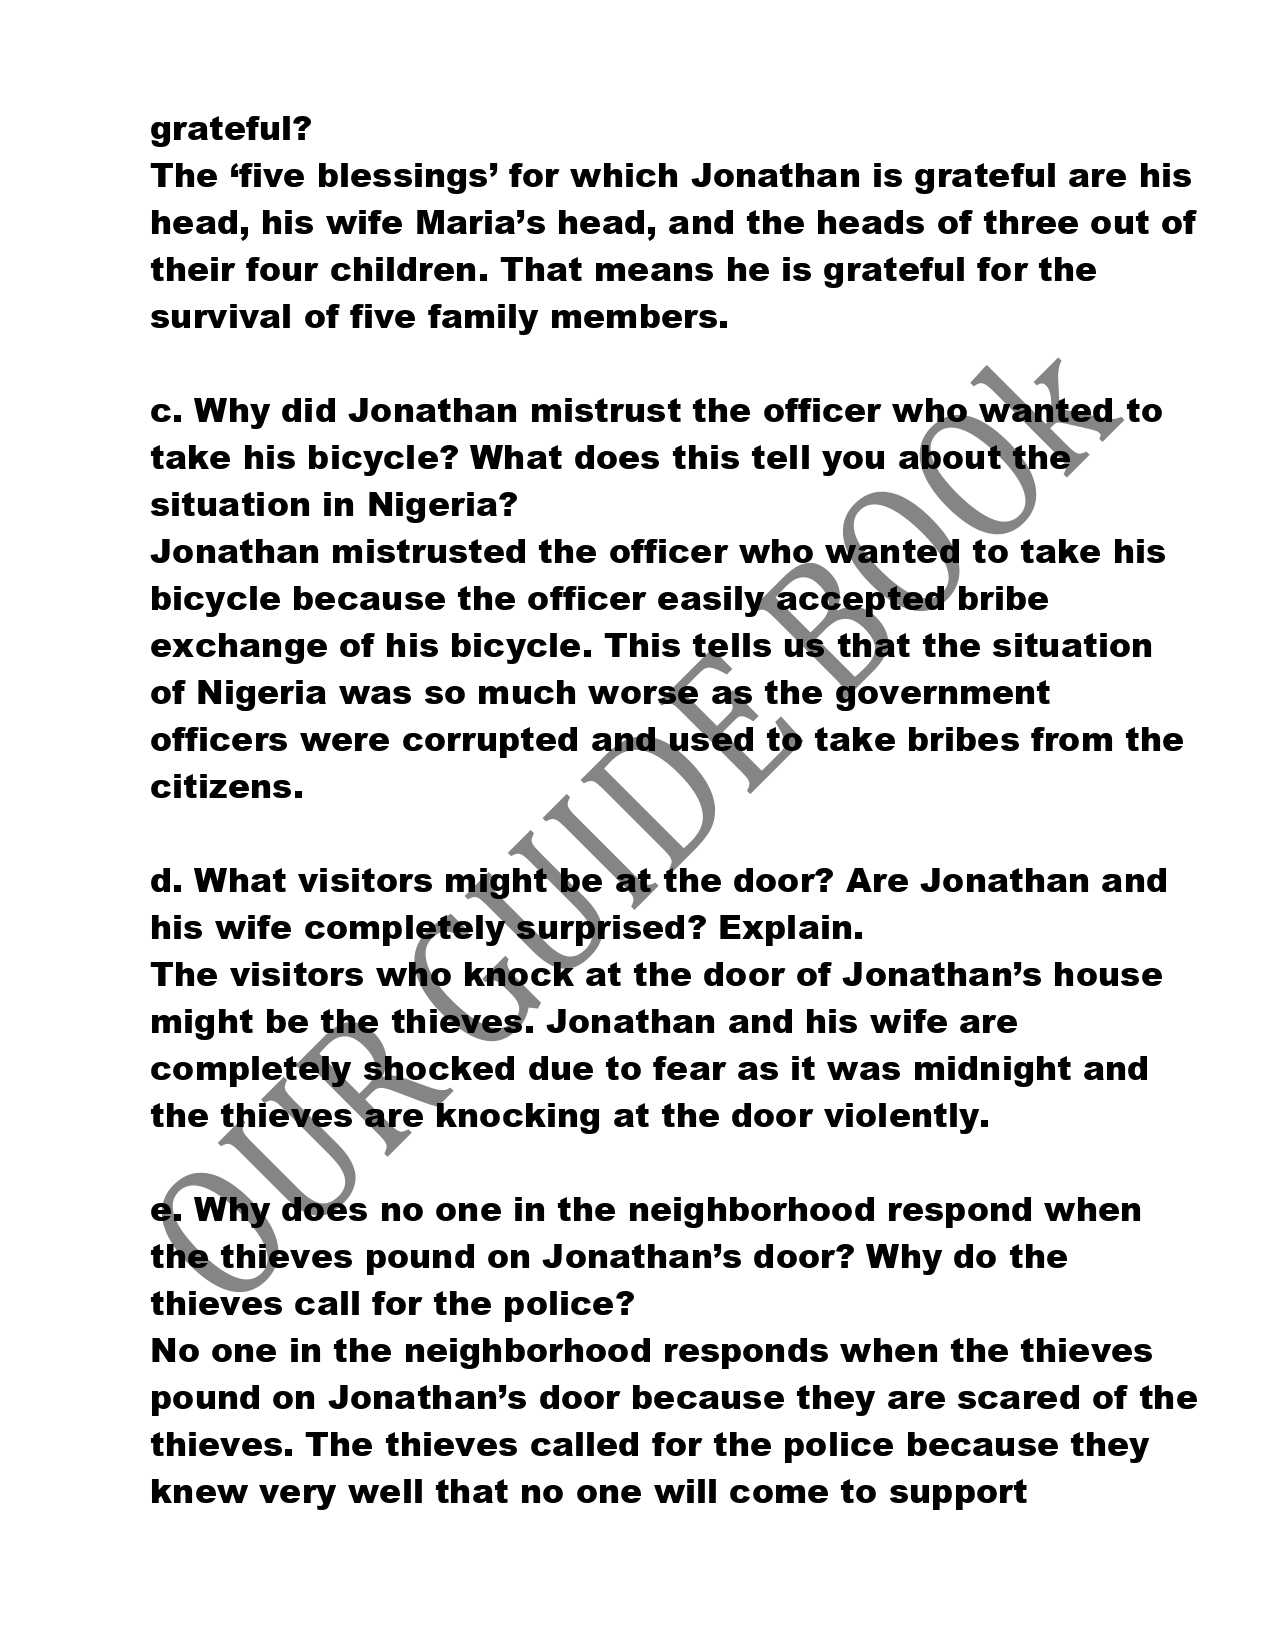 grateful?
The ‘five blessings’ for which Jonathan is grateful are his
head, his wife Maria’s head, and the heads of three out of
their four children. That means he is grateful for the
survival of five family members.
c. Why did Jonathan mistrust the officer who wanted to
take his bicycle? What does this tell you about the
situation in Nigeria?
Jonathan mistrusted the officer who wanted to take his
bicycle because the officer easily accepted bribe
exchange of his bicycle. This tells us that the situation
of Nigeria was so much worse as the government
officers were corrupted and used to take bribes from the
citizens.
d. What visitors might be at the door? Are Jonathan and
his wife completely surprised? Explain.
The visitors who knock at the door of Jonathan’s house
might be the thieves. Jonathan and his wife are
completely shocked due to fear as it was midnight and
the thieves are knocking at the door violently.
e. Why does no one in the neighborhood respond when
the thieves pound on Jonathan’s door? Why do the
thieves call for the police?
No one in the neighborhood responds when the thieves
pound on Jonathan’s door because they are scared of the
thieves. The thieves called for the police because they
knew very well that no one will come to support
OUR GUIDE BOOk